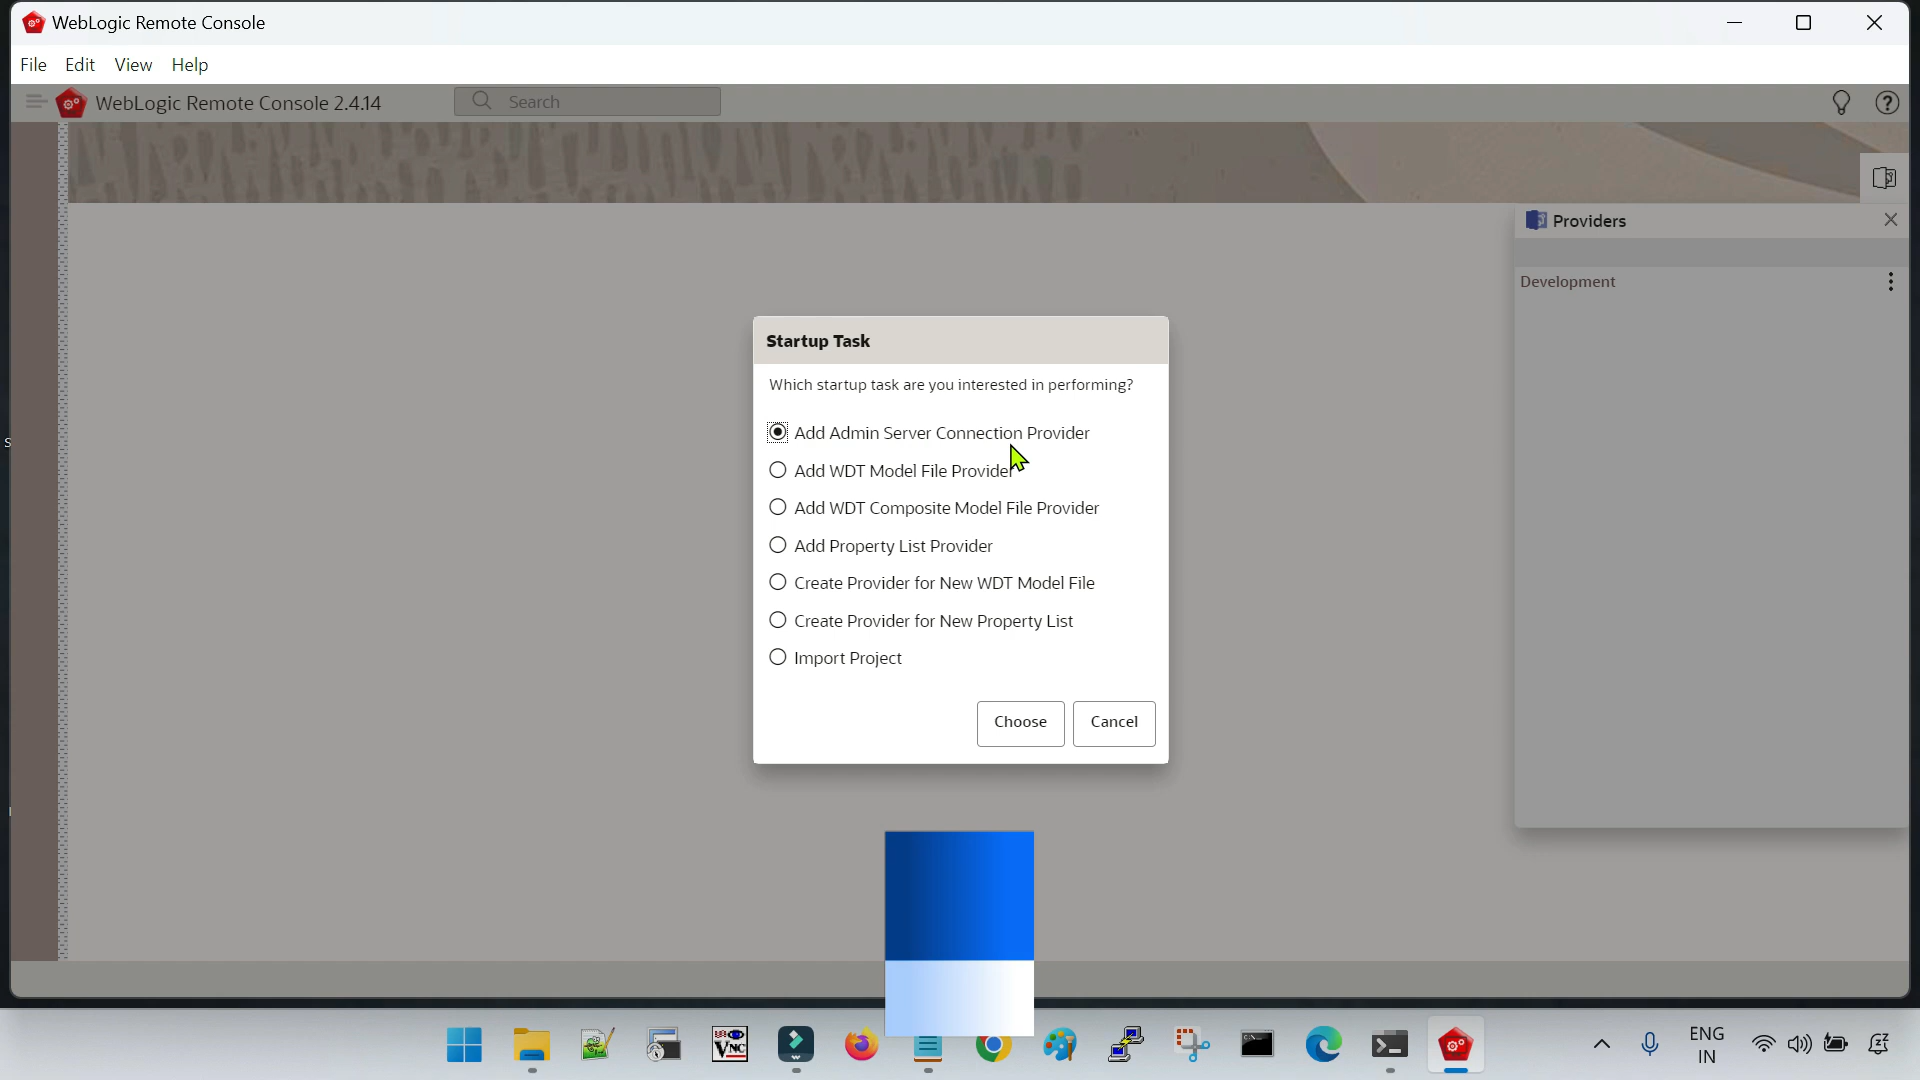 WebLogic Remote Console
File Edit View Help
WebLogic Remote Console 2.4.14
Search
Providers
Development
Startup Task
Which startup task are you interested in performing?
Add Admin Server Connection Provider
Add WDT Model File Provider
Add WDT Composite Model File Provider
Add Property List Provider
Create Provider for New WDT Model File
Create Provider for New Property List
Import Project
Choose Cancel
S
VNC
ENG
IN